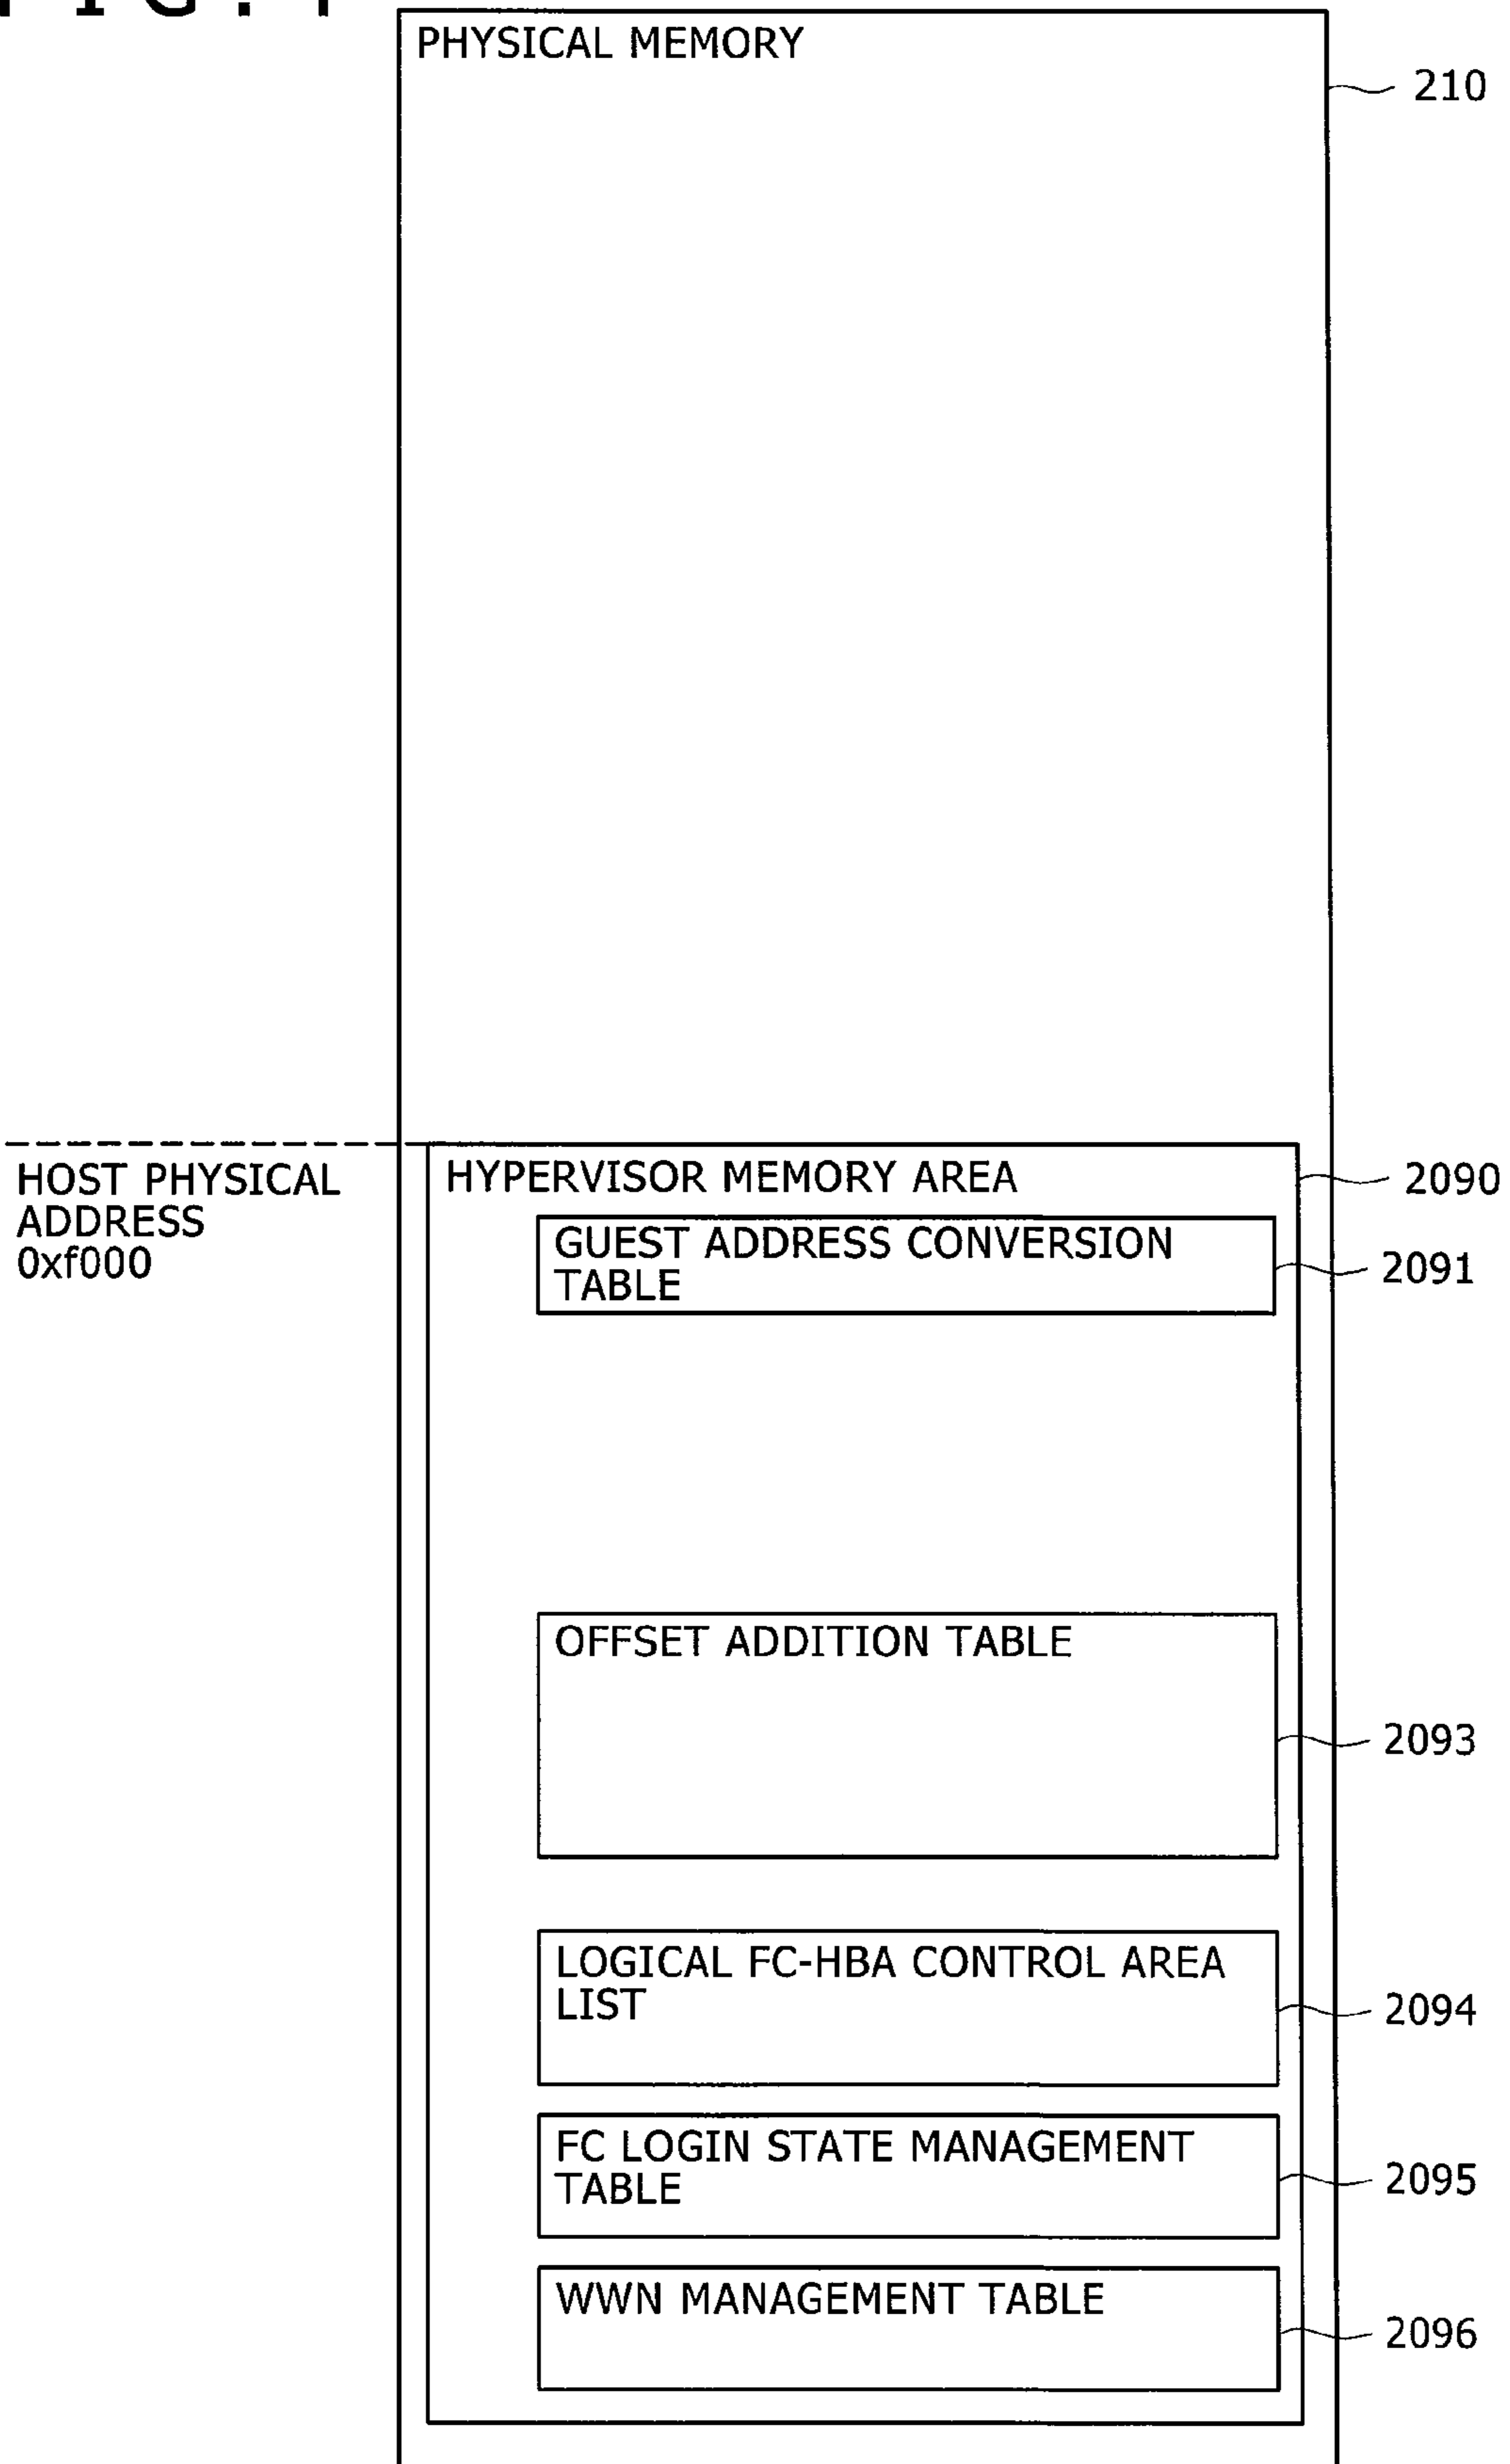 PHYSICAL MEMORY
210
HOST PHYSICAL
ADDRESS
0xf000
HYPERVISOR MEMORY AREA
2090
GUEST ADDRESS CONVERSION
TABLE
2091
OFFSET ADDITION TABLE
2093
LOGICAL FC-HBA CONTROL AREA
LIST
2094
FC LOGIN STATE MANAGEMENT
TABLE
2095
WWN MANAGEMENT TABLE
2096